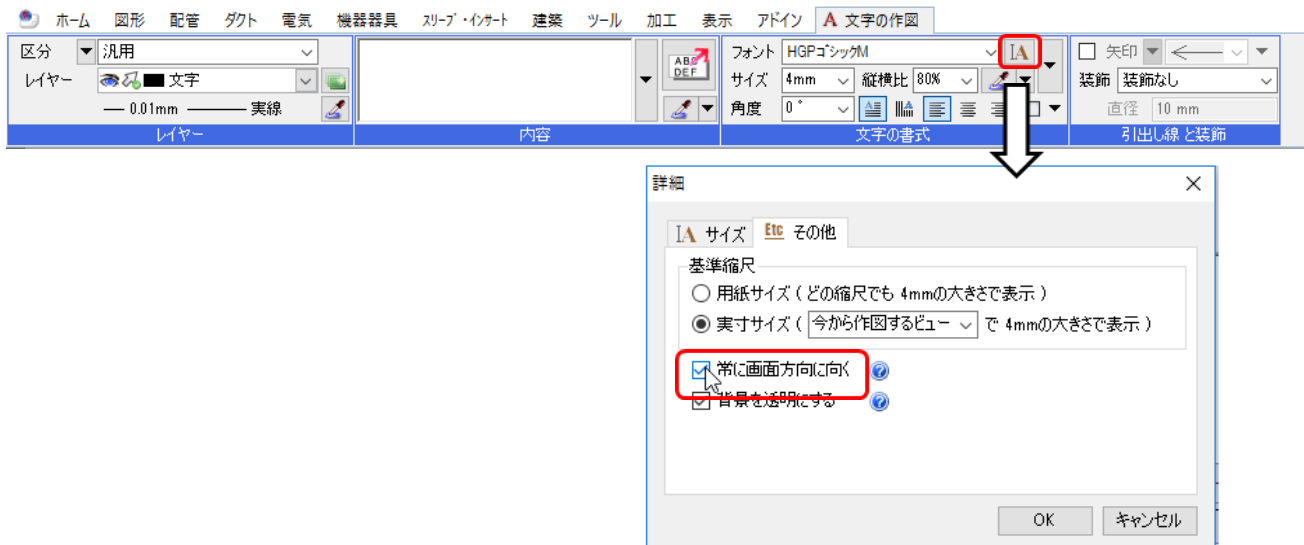 ホーム 図形 配管 ダクト 電気 機器器具 ｽﾘｰﾌﾞ・ｲﾝｻｰﾄ 建築 ツール 加工 表示 アドイン A 文字の作図
区分 汎用 ABC DEF フォント HGPｺﾞｼｯｸM IA 矢印
レイヤー 文字 サイズ 4mm 縦横比 80% 装飾 装飾なし
0.01mm 実線 角度 0° 直径 10 mm
レイヤー 内容 文字の書式 引出し線と装飾
詳細
IA サイズ Etc その他
基準縮尺
用紙サイズ ( どの縮尺でも 4mmの大きさで表示 )
実寸サイズ ( 今から作図するビュー で 4mmの大きさで表示 )
常に画面方向に向く
背景を透明にする
OK キャンセル